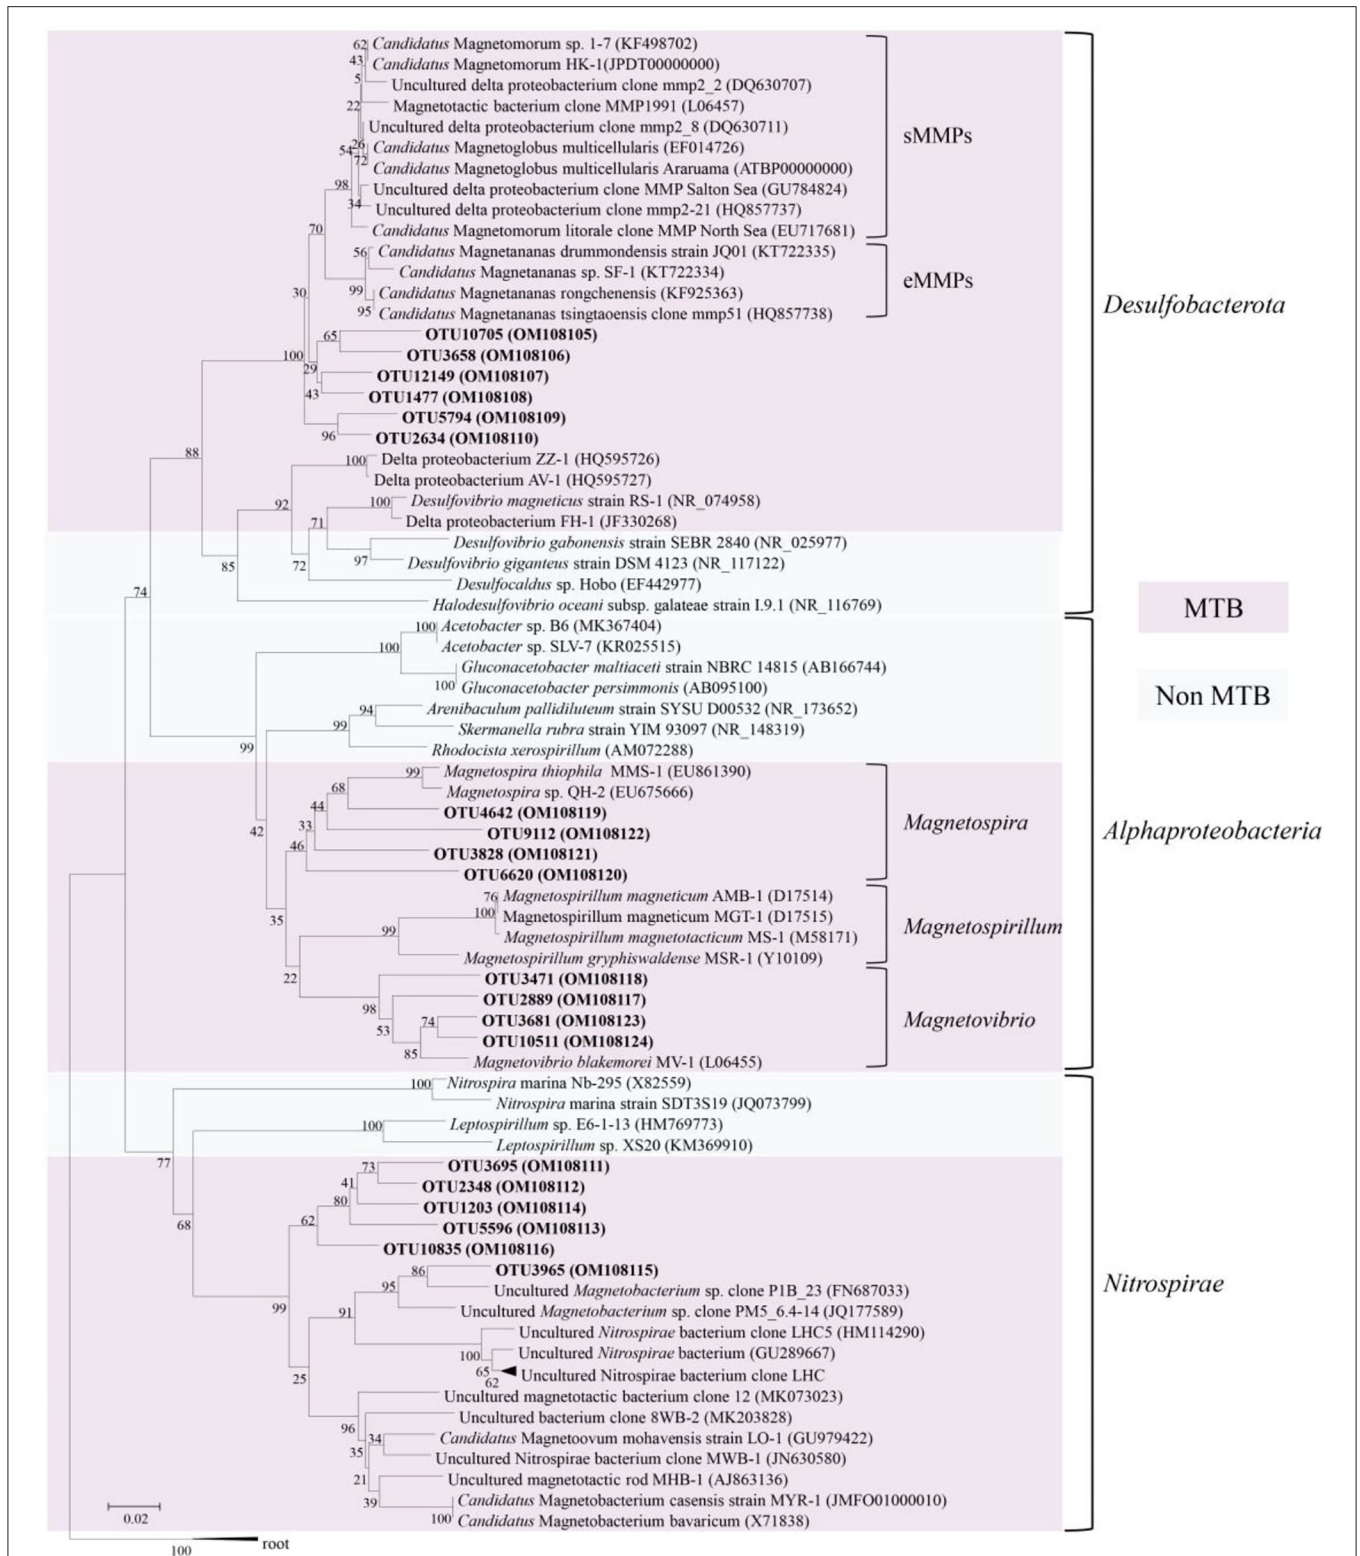 62 Candidatus Magnetomorum sp. 1-7 (KF498702)
43 Candidatus Magnetomorum HK-1(JPDT00000000)
5 Uncultured delta proteobacterium clone mmp2_2 (DQ630707)
22 Magnetotactic bacterium clone MMP1991 (L06457)
Uncultured delta proteobacterium clone mmp2_8 (DQ630711)
sMMPs
54 26 Candidatus Magnetoglobus multicellularis (EF014726)
72 Candidatus Magnetoglobus multicellularis Araruama (ATBP00000000)
98 Uncultured delta proteobacterium clone MMP Salton Sea (GU784824)
34 Uncultured delta proteobacterium clone mmp2-21 (HQ857737)
70 Candidatus Magnetomorum litorale clone MMP North Sea (EU717681)
56 Candidatus Magnetananas drummondensis strain JQ01 (KT722335)
Candidatus Magnetananas sp. SF-1 (KT722334)
eMMPs
30 99 Candidatus Magnetananas rongchenensis (KF925363)
Desulfobacterota
95 Candidatus Magnetananas tsingtaoensis clone mmp51 (HQ857738)
65 OTU10705 (OM108105)
100 OTU3658 (OM108106)
29 OTU12149 (OM108107)
43 OTU1477 (OM108108)
OTU5794 (OM108109)
96 OTU2634 (OM108110)
88 100 Delta proteobacterium ZZ-1 (HQ595726)
Delta proteobacterium AV-1 (HQ595727)
92 100 Desulfovibrio magneticus strain RS-1 (NR_074958)
71 Delta proteobacterium FH-1 (JF330268)
Desulfovibrio gabonensis strain SEBR 2840 (NR_025977)
85 72 97 Desulfovibrio giganteus strain DSM 4123 (NR_117122)
Desulfocaldus sp. Hobo (EF442977)
74 Halodesulfovibrio oceani subsp. galateae strain I.9.1 (NR_116769)
MTB
100 Acetobacter sp. B6 (MK367404)
100 Acetobacter sp. SLV-7 (KR025515)
Gluconacetobacter maltiaceti strain NBRC 14815 (AB166744)
100 Gluconacetobacter persimmonis (AB095100)
Non MTB
94 Arenibaculum pallidiluteum strain SYSU D00532 (NR_173652)
99 Skermanella rubra strain YIM 93097 (NR_148319)
99 Rhodocista xerospirillum (AM072288)
99 Magnetospira thiophila MMS-1 (EU861390)
68 Magnetospira sp. QH-2 (EU675666)
44 OTU4642 (OM108119)
Magnetospira
42 33 OTU9112 (OM108122)
Alphaproteobacteria
46 OTU3828 (OM108121)
OTU6620 (OM108120)
76 Magnetospirillum magneticum AMB-1 (D17514)
35 100 Magnetospirillum magneticum MGT-1 (D17515)
Magnetospirillum
99 Magnetospirillum magnetotacticum MS-1 (M58171)
Magnetospirillum gryphiswaldense MSR-1 (Y10109)
22 OTU3471 (OM108118)
98 OTU2889 (OM108117)
53 74 OTU3681 (OM108123)
Magnetovibrio
85 OTU10511 (OM108124)
Magnetovibrio blakemorei MV-1 (L06455)
100 Nitrospira marina Nb-295 (X82559)
Nitrospira marina strain SDT3S19 (JQ073799)
100 Leptospirillum sp. E6-1-13 (HM769773)
Leptospirillum sp. XS20 (KM369910)
77 73 OTU3695 (OM108111)
41 OTU2348 (OM108112)
80 OTU1203 (OM108114)
68 62 OTU5596 (OM108113)
OTU10835 (OM108116)
86 OTU3965 (OM108115)
95 Uncultured Magnetobacterium sp. clone P1B_23 (FN687033)
Nitrospirae
99 91 Uncultured Magnetobacterium sp. clone PM5_6.4-14 (JQ177589)
Uncultured Nitrospirae bacterium clone LHC5 (HM114290)
100 Uncultured Nitrospirae bacterium (GU289667)
25 65 62 Uncultured Nitrospirae bacterium clone LHC
Uncultured magnetotactic bacterium clone 12 (MK073023)
96 Uncultured bacterium clone 8WB-2 (MK203828)
34 Candidatus Magnetoovum mohavensis strain LO-1 (GU979422)
35 Uncultured Nitrospirae bacterium clone MWB-1 (JN630580)
21 Uncultured magnetotactic rod MHB-1 (AJ863136)
39 Candidatus Magnetobacterium casensis strain MYR-1 (JMFO01000010)
0.02 100 Candidatus Magnetobacterium bavaricum (X71838)
100 root